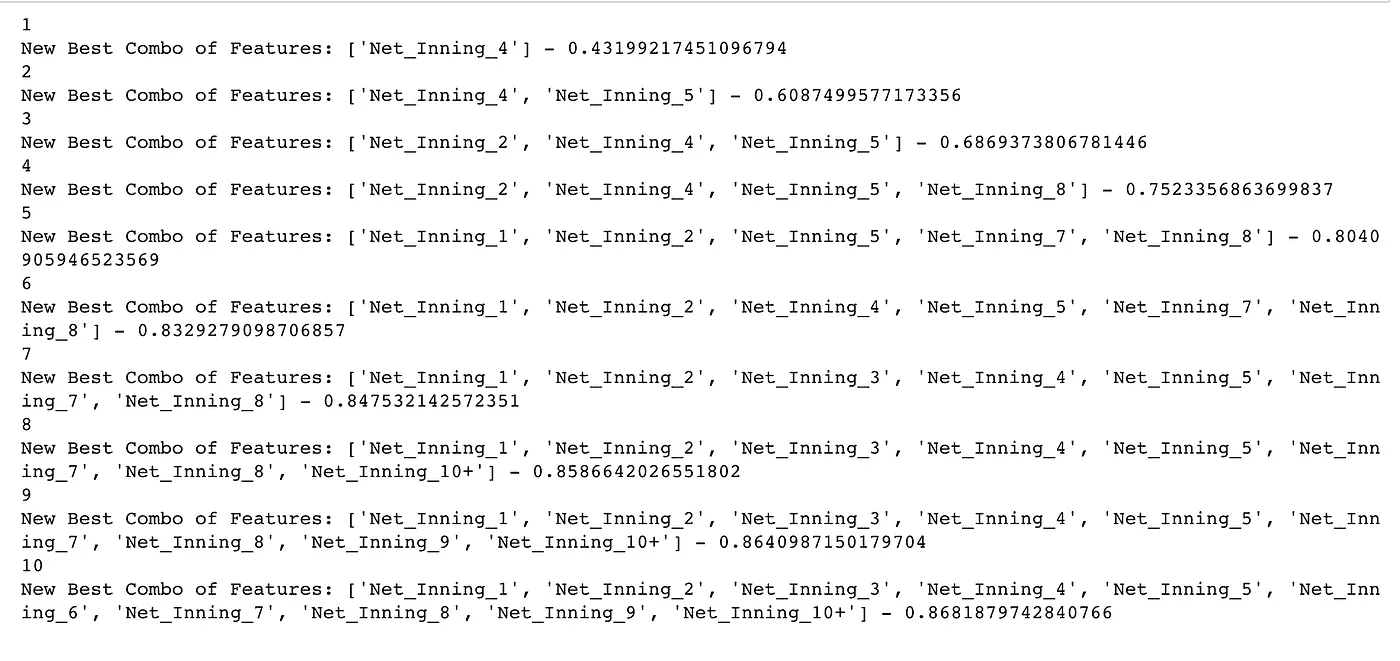 1
New Best Combo of Features: ['Net_Inning_4'] - 0.43199217451096794
2
New Best Combo of Features: ['Net_Inning_4', 'Net_Inning_5'] - 0.6087499577173356
3
New Best Combo of Features: ['Net_Inning_2', 'Net_Inning_4', 'Net_Inning_5'] - 0.6869373806781446
4
New Best Combo of Features: ['Net_Inning_2', 'Net_Inning_4', 'Net_Inning_5', 'Net_Inning_8'] - 0.7523356863699837
5
New Best Combo of Features: ['Net_Inning_1', 'Net_Inning_2', 'Net_Inning_5', 'Net_Inning_7', 'Net_Inning_8'] - 0.8040
905946523569
6
New Best Combo of Features: ['Net_Inning_1', 'Net_Inning_2', 'Net_Inning_4', 'Net_Inning_5', 'Net_Inning_7', 'Net_Inn
ing_8'] - 0.8329279098706857
7
New Best Combo of Features: ['Net_Inning_1', 'Net_Inning_2', 'Net_Inning_3', 'Net_Inning_4', 'Net_Inning_5', 'Net_Inn
ing_7', 'Net_Inning_8'] - 0.847532142572351
8
New Best Combo of Features: ['Net_Inning_1', 'Net_Inning_2', 'Net_Inning_3', 'Net_Inning_4', 'Net_Inning_5', 'Net_Inn
ing_7', 'Net_Inning_8', 'Net_Inning_10+'] - 0.8586642026551802
9
New Best Combo of Features: ['Net_Inning_1', 'Net_Inning_2', 'Net_Inning_3', 'Net_Inning_4', 'Net_Inning_5', 'Net_Inn
ing_7', 'Net_Inning_8', 'Net_Inning_9', 'Net_Inning_10+'] - 0.8640987150179704
10
New Best Combo of Features: ['Net_Inning_1', 'Net_Inning_2', 'Net_Inning_3', 'Net_Inning_4', 'Net_Inning_5', 'Net_Inn
ing_6', 'Net_Inning_7', 'Net_Inning_8', 'Net_Inning_9', 'Net_Inning_10+'] - 0.8681879742840766